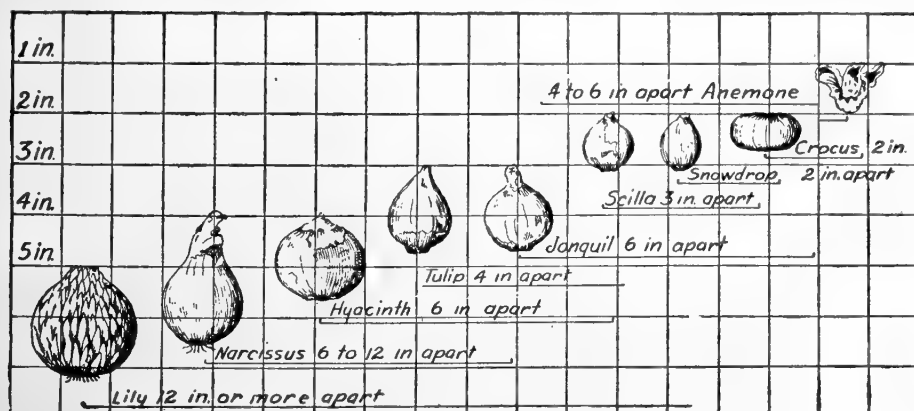 1 in.
2 in.
4 to 6 in apart Anemone
3 in.
Crocus, 2 in.
Snowdrop, 2 in. apart
4 in.
Scilla 3 in. apart
5 in.
Jonquil 6 in apart
Tulip 4 in apart
Hyacinth 6 in apart
Narcissus 6 to 12 in apart
Lily 12 in. or more apart